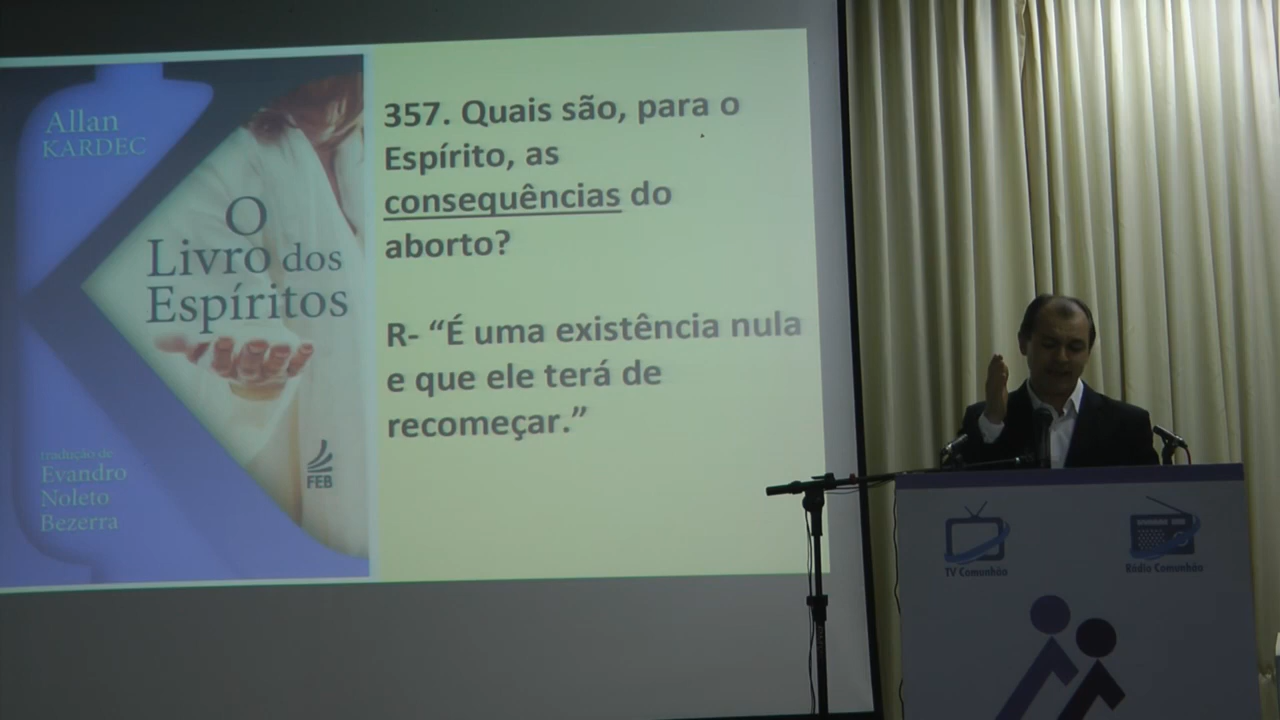 Allan
KARDEC
O
Livro dos
Espíritos
tradução de
Evandro
Noleto
Bezerra
FEB
357. Quais são, para o
Espírito, as
consequências do
aborto?
R- “É uma existência nula
e que ele terá de
recomeçar.”
TV Comunhão
Rádio Comunhão